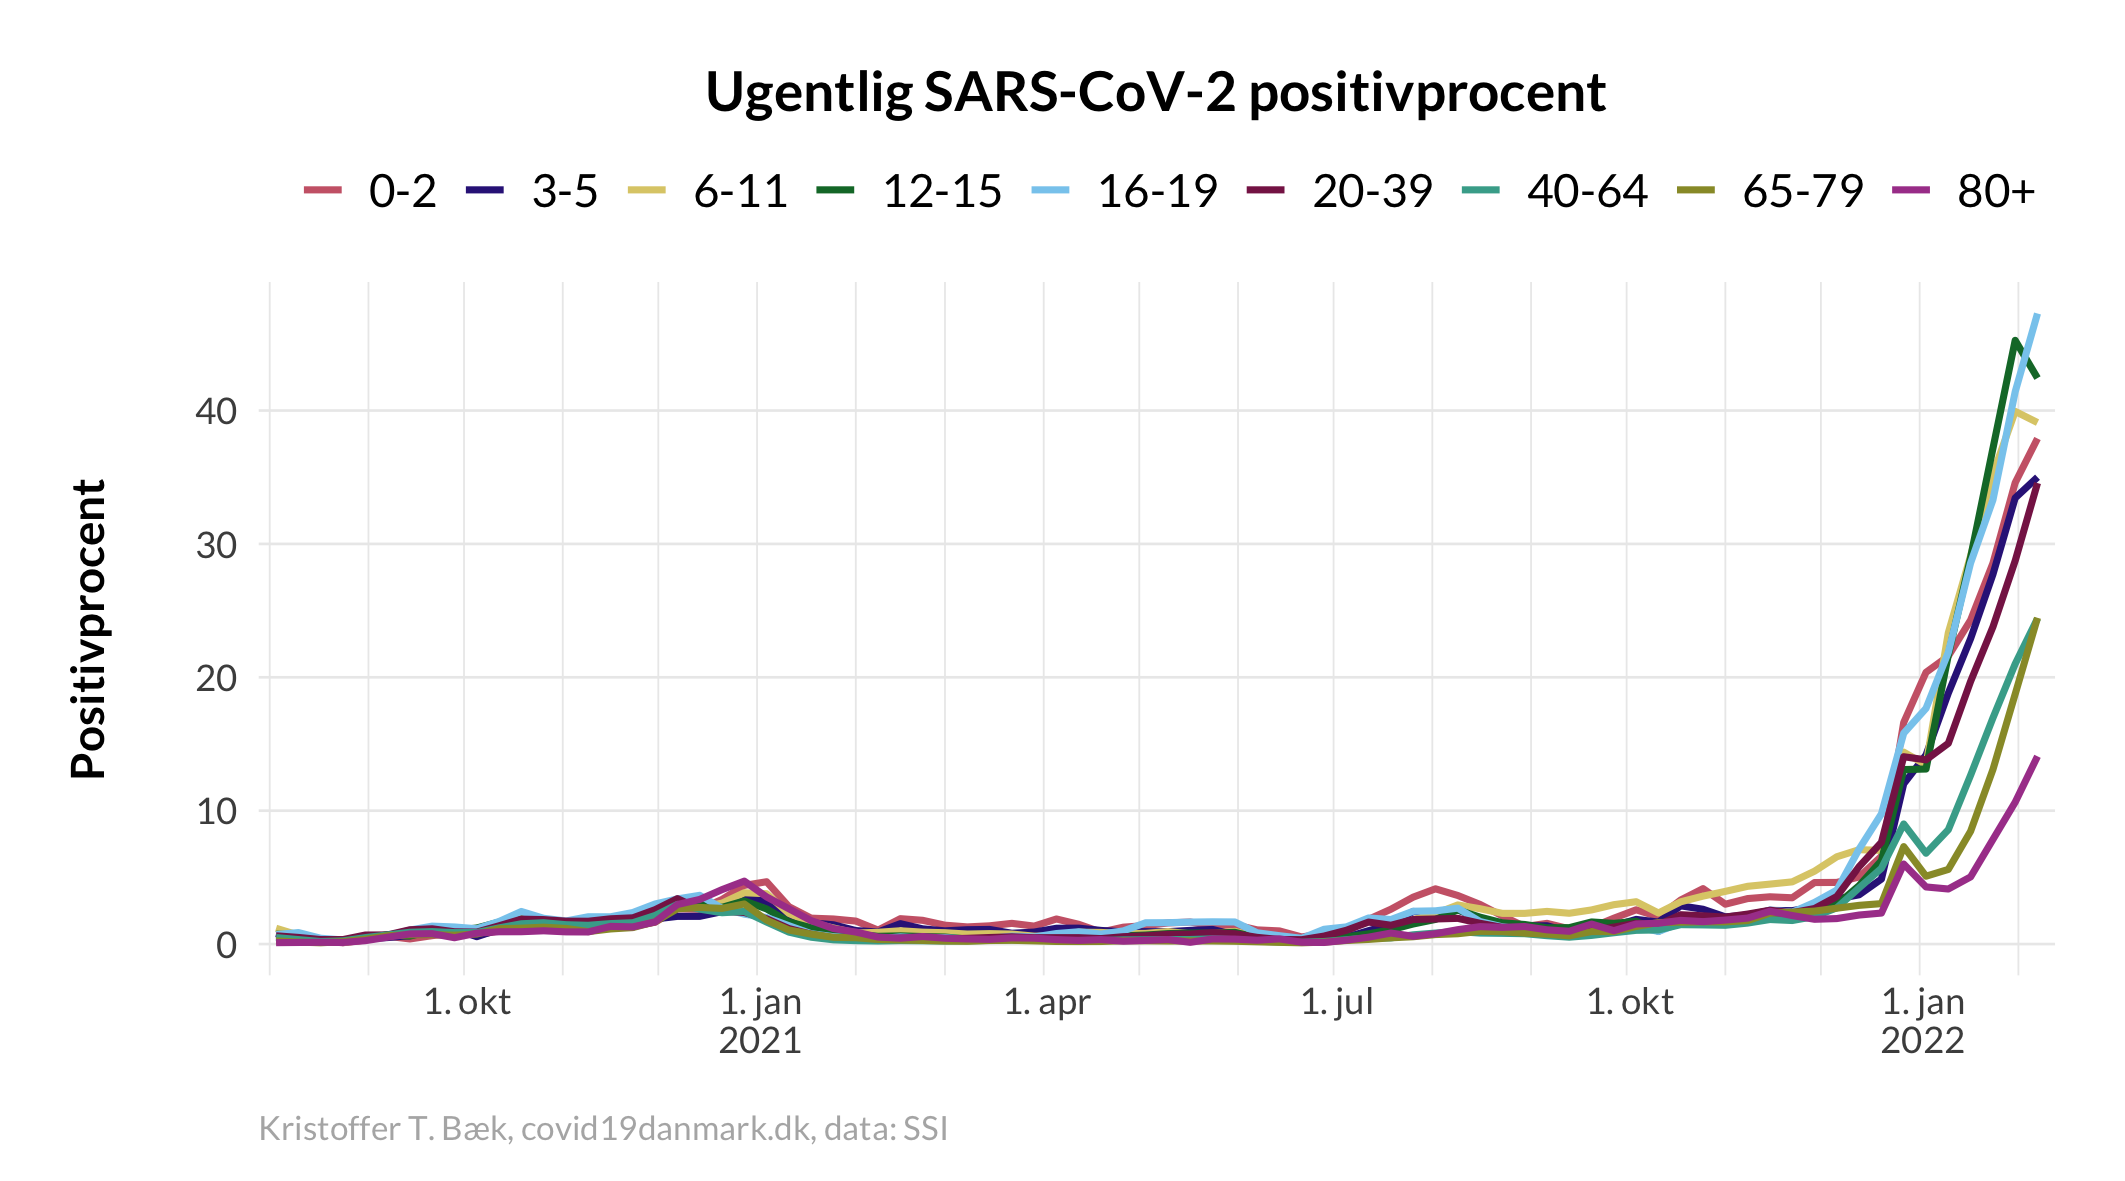 Ugentlig SARS-CoV-2 positivprocent
0-2 3-5 6-11 12-15 16-19 20-39 40-64 65-79 80+
Positivprocent
40
30
20
10
0
1. okt 1. jan 1. apr 1. jul 1. okt 1. jan
2021 2022
Kristoffer T. Bæk, covid19danmark.dk, data: SSI